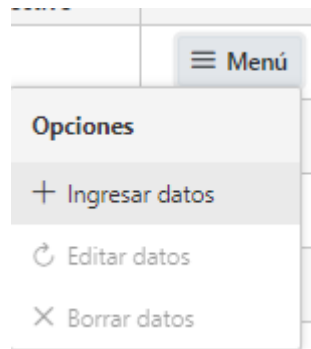 Menú
Opciones
Ingresar datos
Editar datos
Borrar datos